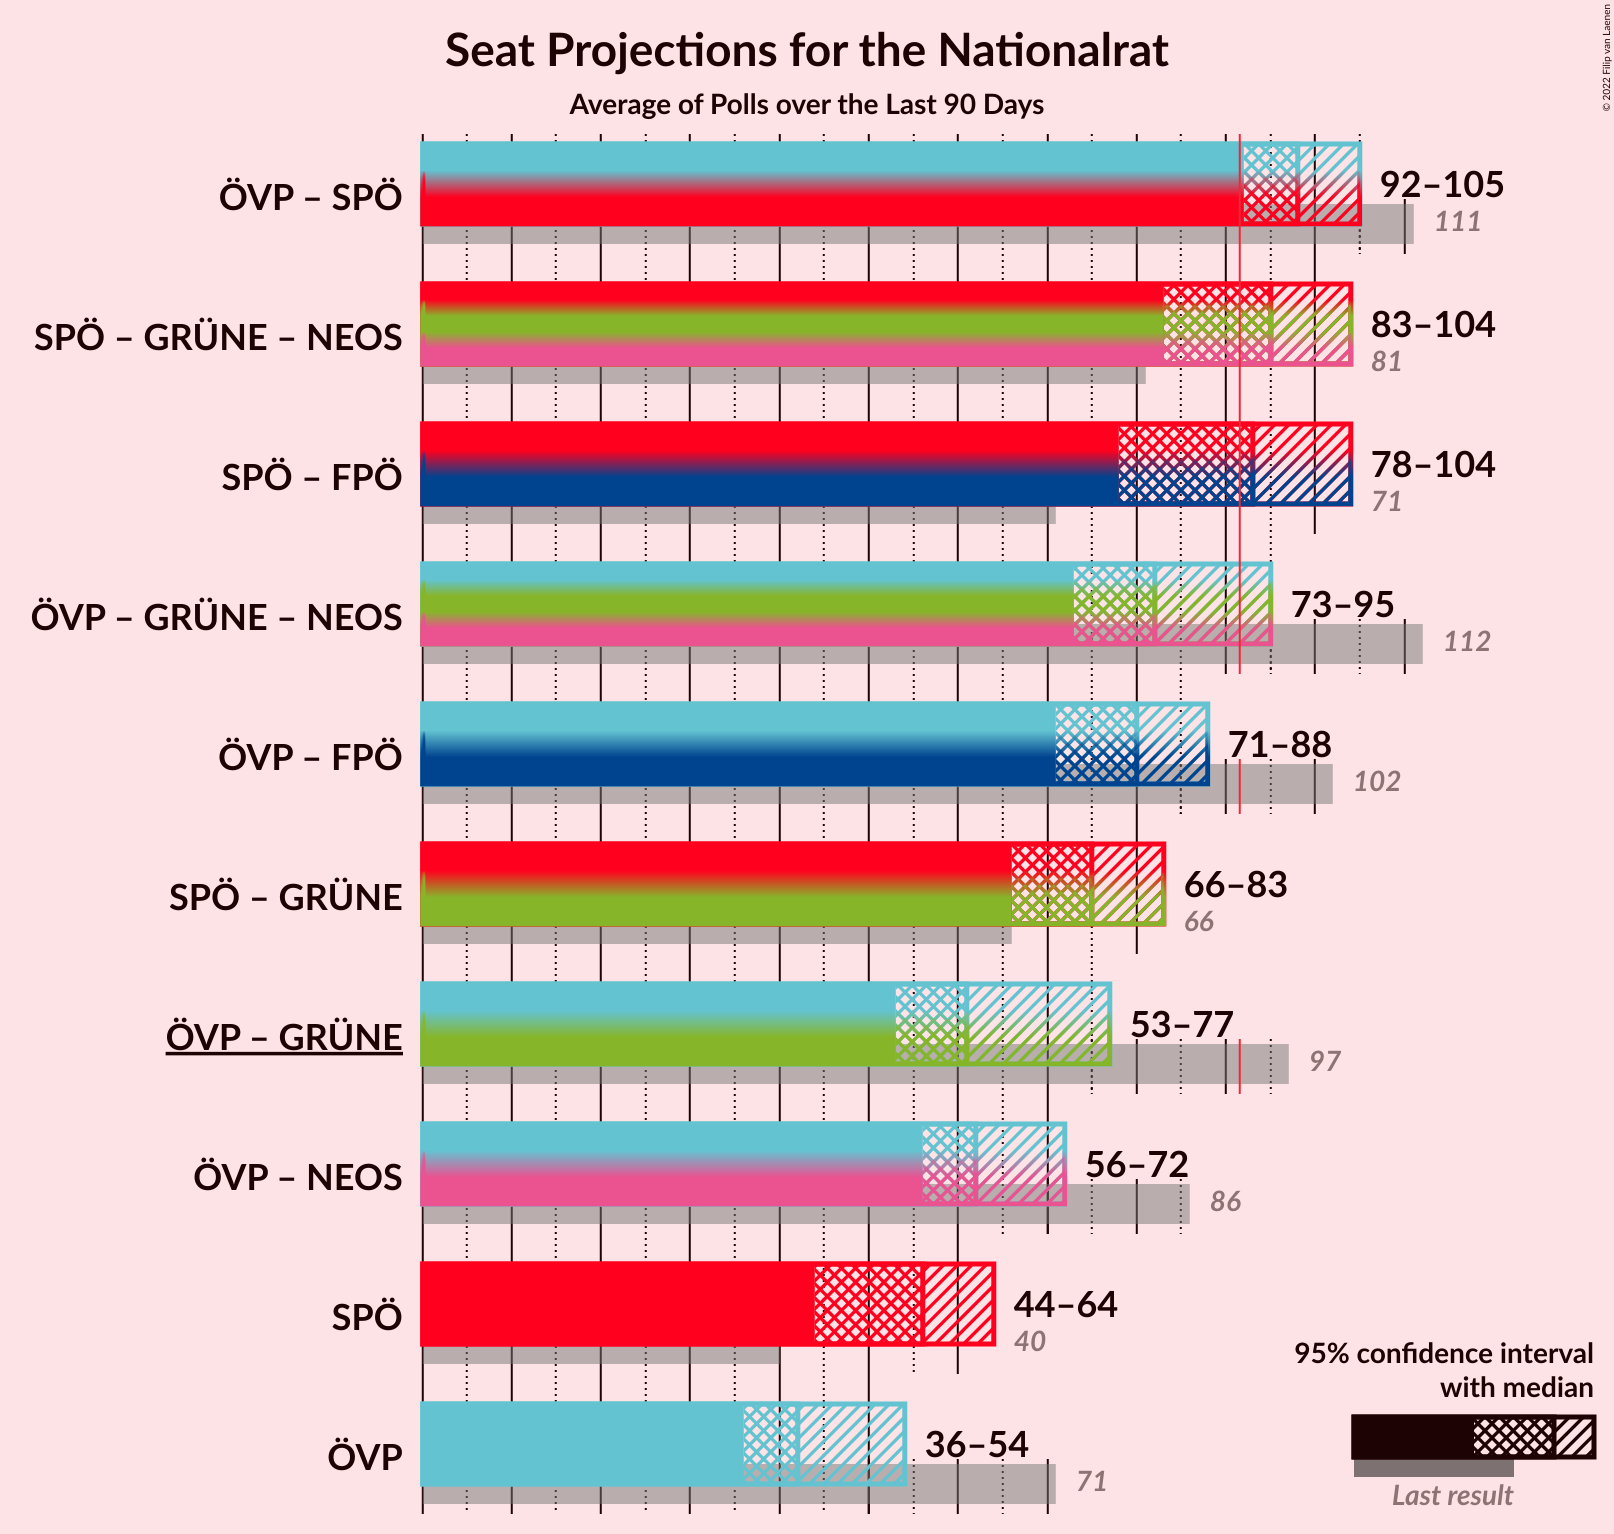 Seat Projections for the Nationalrat
Average of Polls over the Last 90 Days
© 2022 Filip van Laenen
ÖVP – SPÖ
92–105
111
SPÖ – GRÜNE – NEOS
83–104
81
SPÖ – FPÖ
78–104
71
ÖVP – GRÜNE – NEOS
73–95
112
ÖVP – FPÖ
71–88
102
SPÖ – GRÜNE
66–83
66
ÖVP – GRÜNE
53–77
97
ÖVP – NEOS
56–72
86
SPÖ
44–64
40
ÖVP
36–54
71
95% confidence interval
with median
Last result